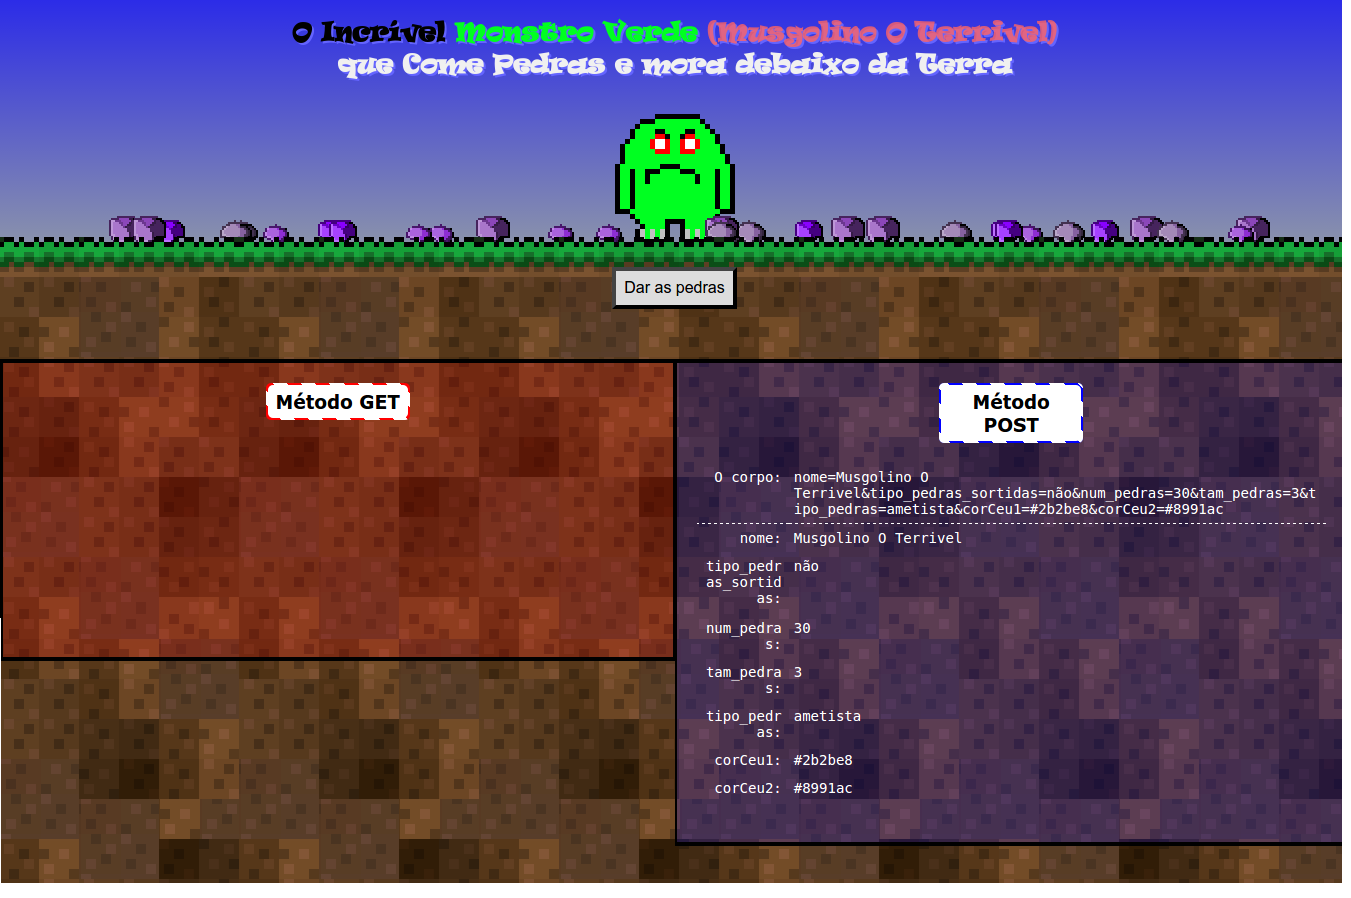 O Incrível Monstro Verde (Musgolino O Terrivel)
que Come Pedras e mora debaixo da Terra
Dar as pedras
Método GET
Método
POST
O corpo: nome=Musgolino O
Terrivel&tipo_pedras_sortidas=não&num_pedras=30&tam_pedras=3&t
ipo_pedras=ametista&corCeu1=#2b2be8&corCeu2=#8991ac
nome: Musgolino O Terrivel
tipo_pedr não
as_sortid
as:
num_pedra 30
s:
tam_pedra 3
s:
tipo_pedr ametista
as:
corCeu1: #2b2be8
corCeu2: #8991ac